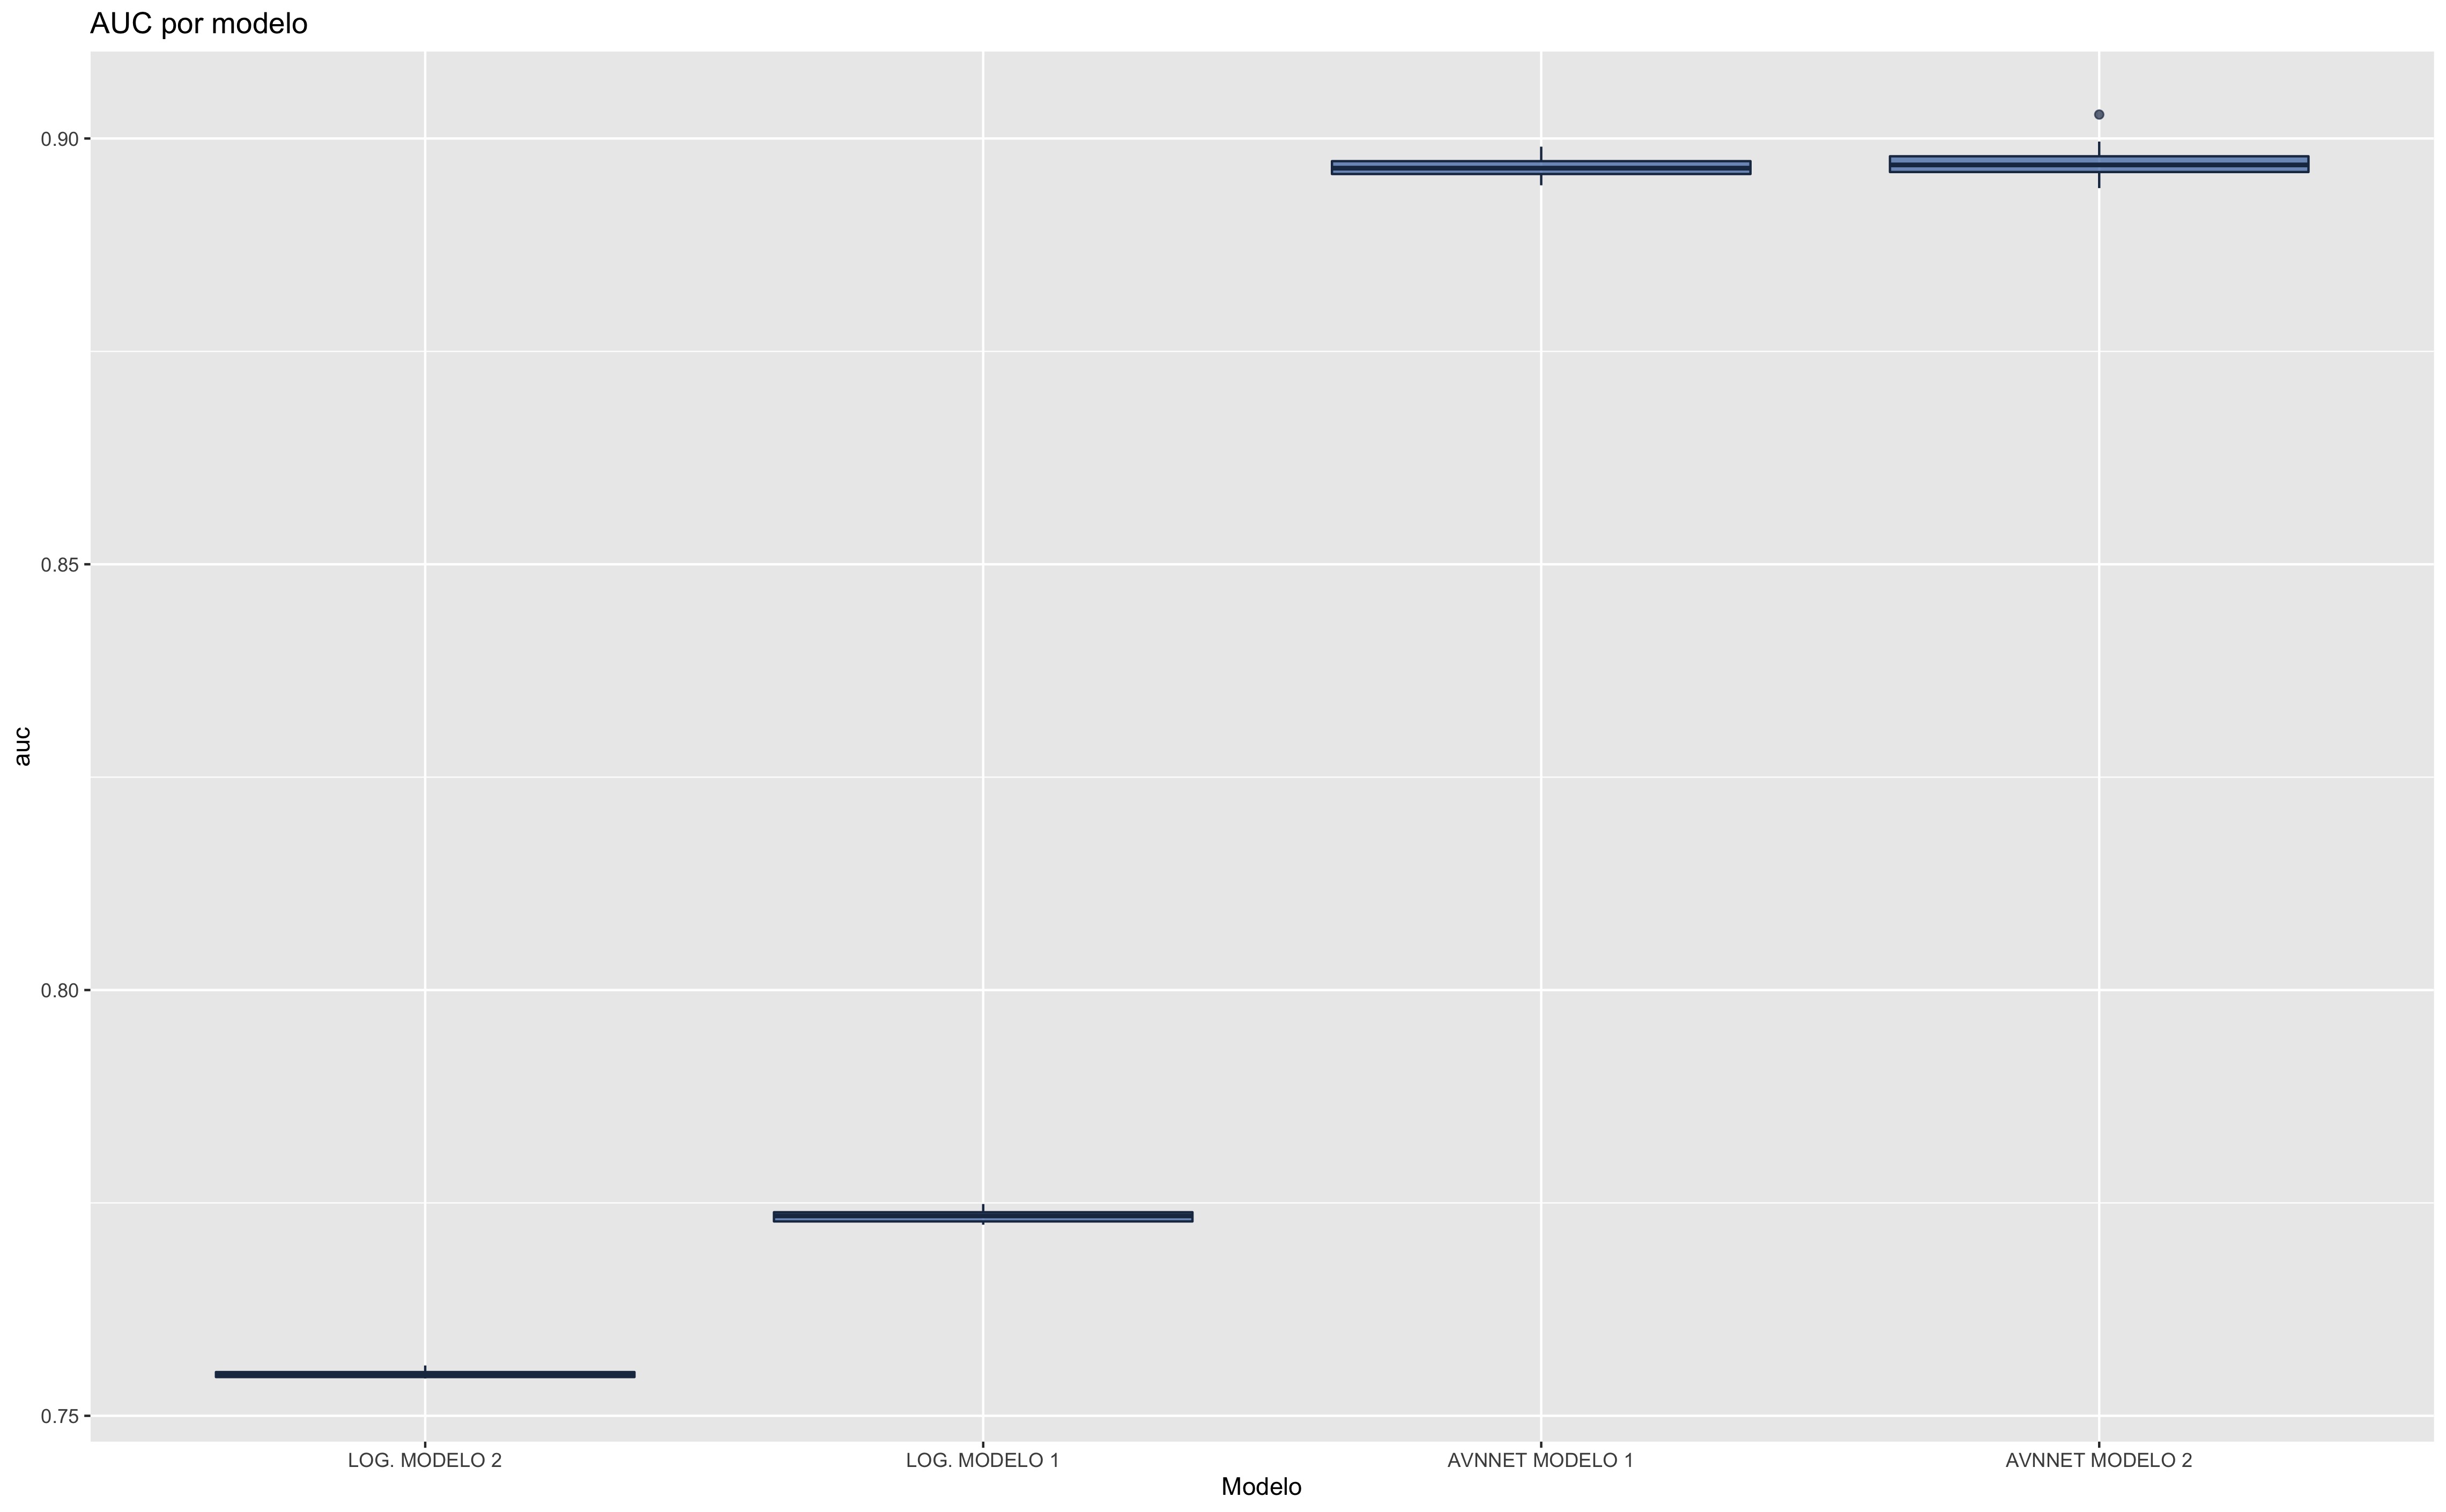 AUC por modelo
0.90
0.85
0.80
0.75
auc
LOG. MODELO 2
LOG. MODELO 1
AVNNET MODELO 1
AVNNET MODELO 2
Modelo